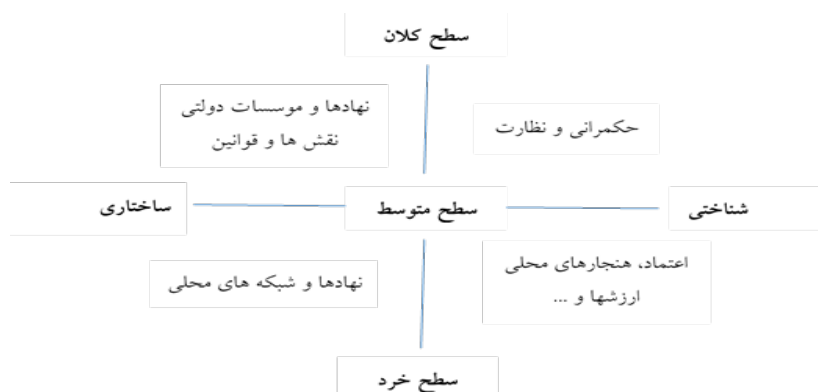 سطح کلان
نهادها و موسسات دولتی
نقش ها و قوانین
حکمرانی و نظارت
شناختی
سطح متوسط
ساختاری
اعتماد، هنجارهای محلی
ارزشها و ...
نهادها و شبکه های محلی
سطح خرد